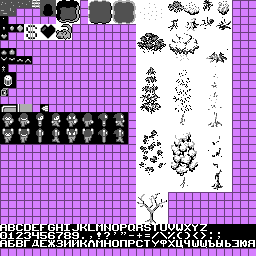 ABCDEFGHIJKLMNOPQRSTUVWXYZ
0123456789.,!?'"-+=/\%()<>:;
АБВГДЕЖЗИЙКЛМНОПРСТУФХЦЧШЩЪЫЬЭЮЯ